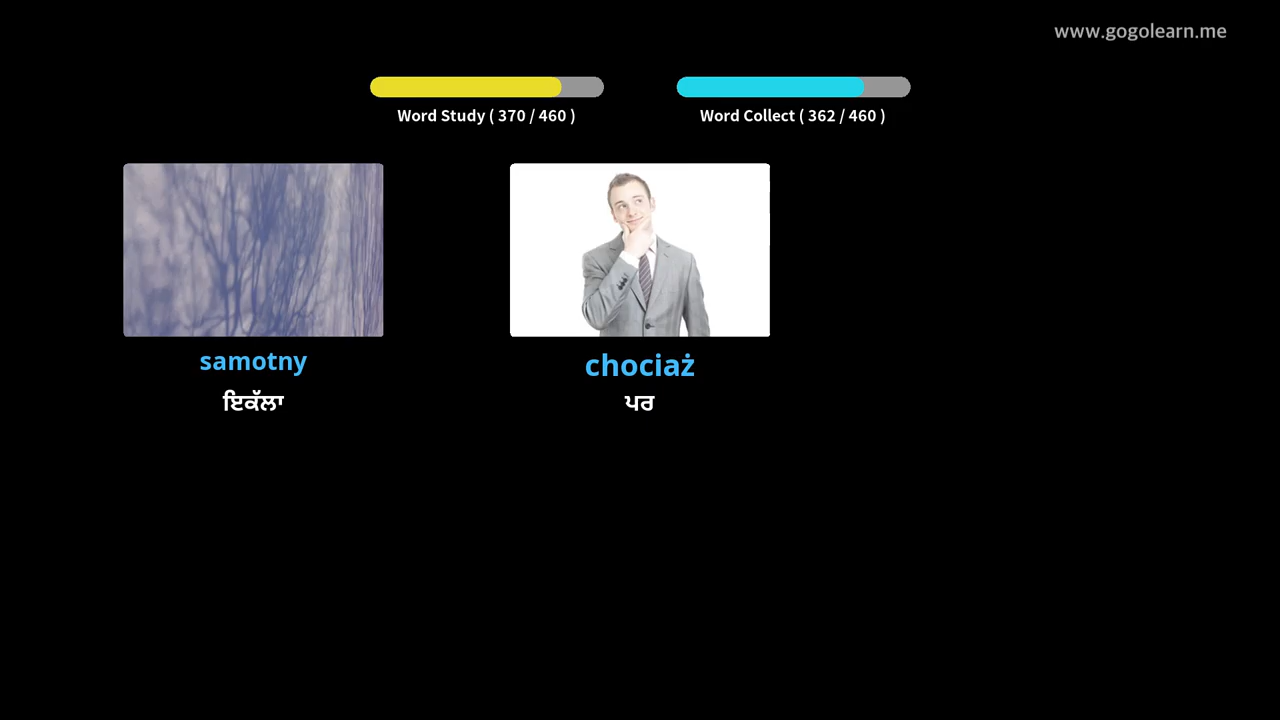 www.gogolearn.me
Word Study ( 370 / 460 )
Word Collect ( 362 / 460 )
samotny
ਇਕੱਲਾ
chociaż
ਪਰ